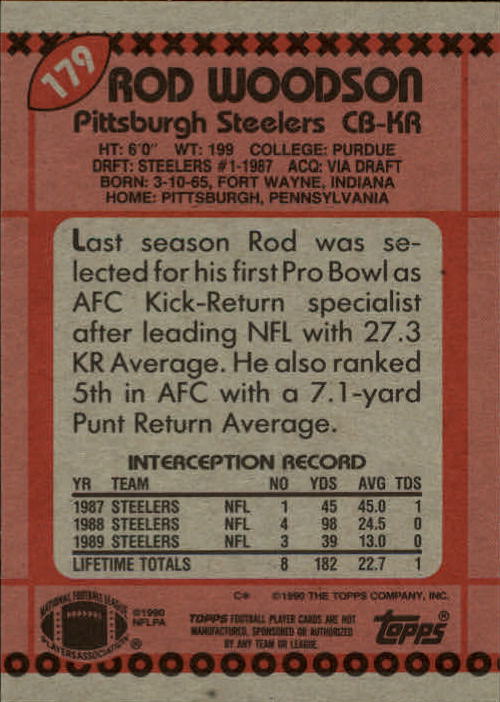 179
ROD WOODSON
Pittsburgh Steelers CB-KR
HT: 6'0" WT: 199 COLLEGE: PURDUE
DRFT: STEELERS #1-1987 ACQ: VIA DRAFT
BORN: 3-10-65, FORT WAYNE, INDIANA
HOME: PITTSBURGH, PENNSYLVANIA
Last season Rod was se-
lected for his first Pro Bowl as
AFC Kick-Return specialist
after leading NFL with 27.3
KR Average. He also ranked
5th in AFC with a 7.1-yard
Punt Return Average.
INTERCEPTION RECORD
YR TEAM NO YDS AVG TDS
1987 STEELERS NFL 1 45 45.0 1
1988 STEELERS NFL 4 98 24.5 0
1989 STEELERS NFL 3 39 13.0 0
LIFETIME TOTALS 8 182 22.7 1
C* ©1990 THE TOPPS COMPANY, INC.
NATIONAL FOOTBALL LEAGUE
PLAYERS ASSOCIATION ®
©1990
NFLPA
TOPPS FOOTBALL PLAYER CARDS ARE NOT
MANUFACTURED, SPONSORED OR AUTHORIZED
BY ANY TEAM OR LEAGUE.
Topps®